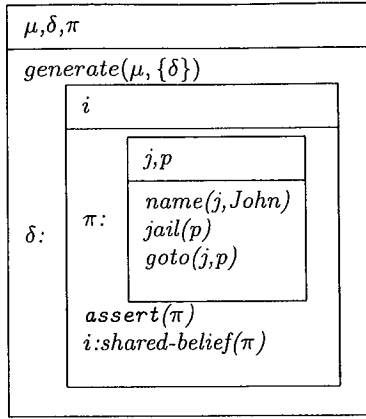 μ,δ,π
generate(μ, {δ})
i
j,p
name(j,John)
π: jail(p)
δ: goto(j,p)
assert(π)
i:shared-belief(π)